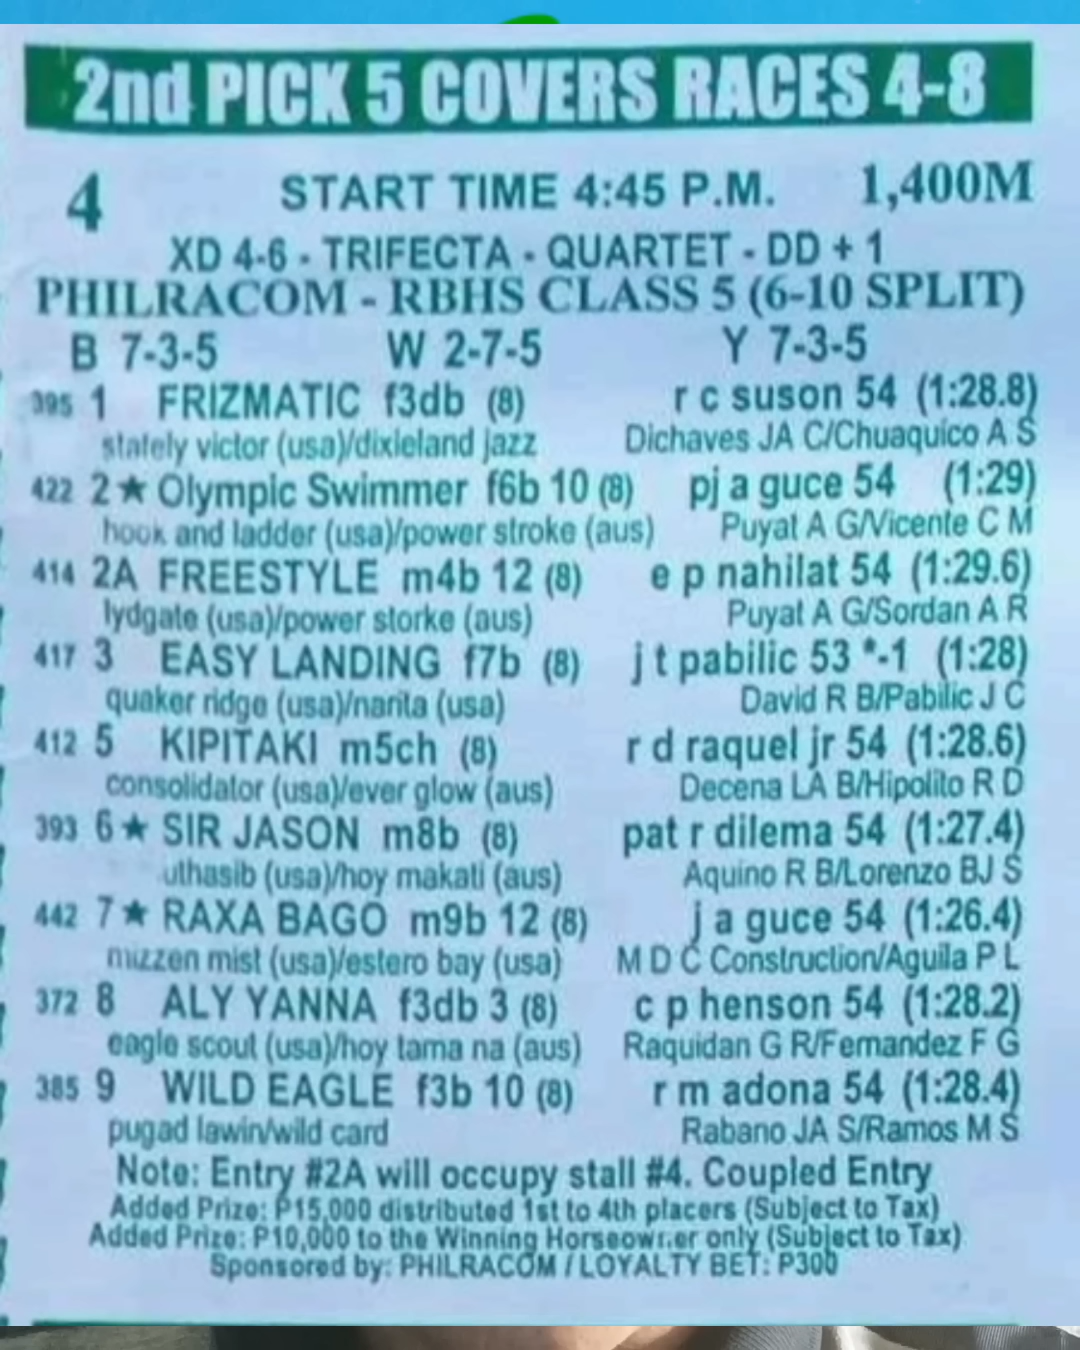 2nd PICK 5 COVERS RACES 4-8
4 START TIME 4:45 P.M. 1,400M
XD 4-6 - TRIFECTA - QUARTET - DD + 1
PHILRACOM - RBHS CLASS 5 (6-10 SPLIT)
B 7-3-5 W 2-7-5 Y 7-3-5
395 1 FRIZMATIC f3db (8) r c suson 54 (1:28.8)
stately victor (usa)/dixieland jazz Dichaves JA C/Chuaquico A S
422 2★ Olympic Swimmer f6b 10 (8) pj a guce 54 (1:29)
hook and ladder (usa)/power stroke (aus) Puyat A G/Vicente C M
414 2A FREESTYLE m4b 12 (8) e p nahilat 54 (1:29.6)
lydgate (usa)/power storke (aus) Puyat A G/Sordan A R
417 3 EASY LANDING f7b (8) j t pabilic 53 *-1 (1:28)
quaker ridge (usa)/narita (usa) David R B/Pabilic J C
412 5 KIPITAKI m5ch (8) r d raquel jr 54 (1:28.6)
consolidator (usa)/ever glow (aus) Decena LA B/Hipolito R D
393 6★ SIR JASON m8b (8) pat r dilema 54 (1:27.4)
uthasib (usa)/hoy makati (aus) Aquino R B/Lorenzo BJ S
442 7★ RAXA BAGO m9b 12 (8) j a guce 54 (1:26.4)
mizzen mist (usa)/estero bay (usa) M D C Construction/Aguila P L
372 8 ALY YANNA f3db 3 (8) c p henson 54 (1:28.2)
eagle scout (usa)/hoy tama na (aus) Raquidan G R/Fernandez F G
385 9 WILD EAGLE f3b 10 (8) r m adona 54 (1:28.4)
pugad lawin/wild card Rabano JA S/Ramos M S
Note: Entry #2A will occupy stall #4. Coupled Entry
Added Prize: P15,000 distributed 1st to 4th placers (Subject to Tax)
Added Prize: P10,000 to the Winning Horseowner only (Subject to Tax)
Sponsored by: PHILRACOM / LOYALTY BET: P300